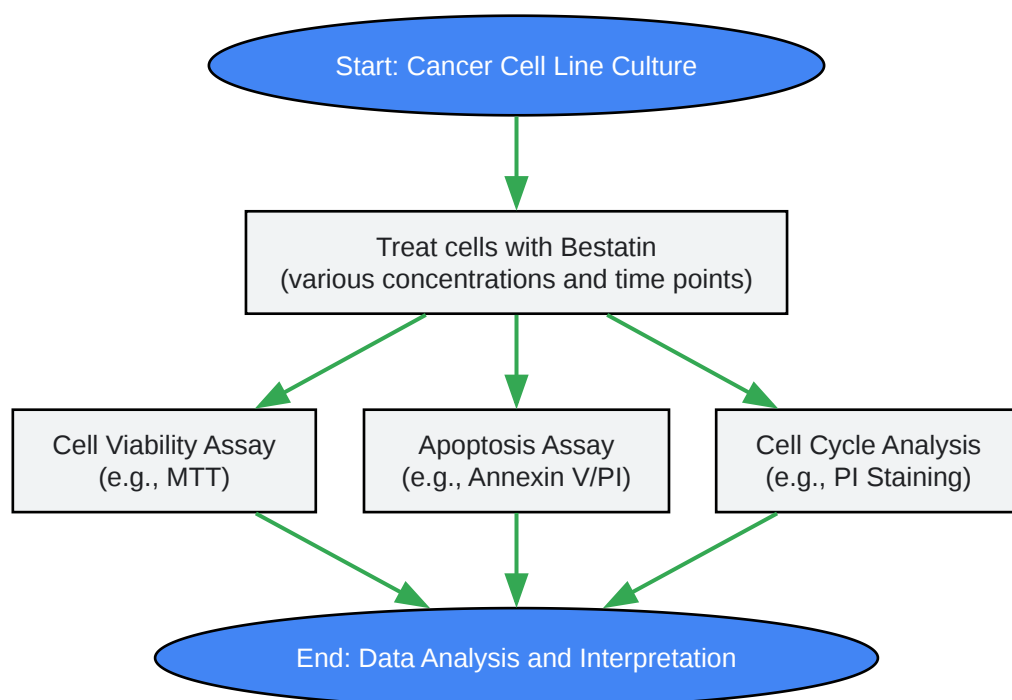 Start: Cancer Cell Line Culture
Treat cells with Bestatin
(various concentrations and time points)
Cell Viability Assay
(e.g., MTT)
Apoptosis Assay
(e.g., Annexin V/PI)
Cell Cycle Analysis
(e.g., PI Staining)
End: Data Analysis and Interpretation